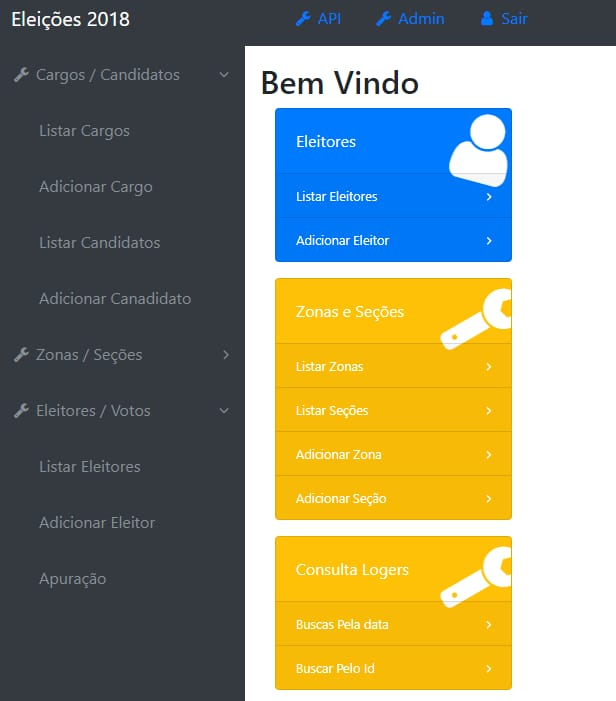 Eleições 2018
API
Admin
Sair
Cargos / Candidatos
Listar Cargos
Adicionar Cargo
Listar Candidatos
Adicionar Canadidato
Zonas / Seções
Eleitores / Votos
Listar Eleitores
Adicionar Eleitor
Apuração
Bem Vindo
Eleitores
Listar Eleitores
Adicionar Eleitor
Zonas e Seções
Listar Zonas
Listar Seções
Adicionar Zona
Adicionar Seção
Consulta Logers
Buscas Pela data
Buscar Pelo Id